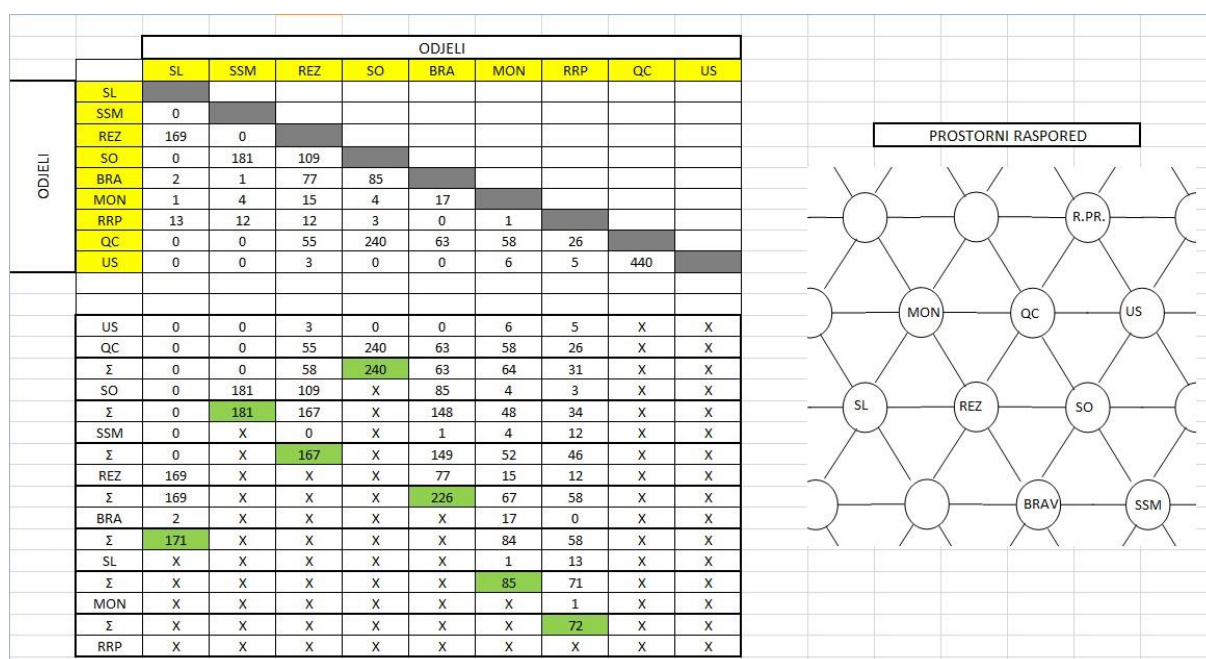 ODJELI
SL SSM REZ SO BRA MON RRP QC US
ODJELI
SL
SSM 0
REZ 169 0
SO 0 181 109
BRA 2 1 77 85
MON 1 4 15 4 17
RRP 13 12 12 3 0 1
QC 0 0 55 240 63 58 26
US 0 0 3 0 0 6 5 440
US 0 0 3 0 0 6 5 X X
QC 0 0 55 240 63 58 26 X X
Σ 0 0 58 240 63 64 31 X X
SO 0 181 109 X 85 4 3 X X
Σ 0 181 167 X 148 48 34 X X
SSM 0 X 0 X 1 4 12 X X
Σ 0 X 167 X 149 52 46 X X
REZ 169 X X X 77 15 12 X X
Σ 169 X X X 226 67 58 X X
BRA 2 X X X X 17 0 X X
Σ 171 X X X X 84 58 X X
SL X X X X X 1 13 X X
Σ X X X X X 85 71 X X
MON X X X X X X 1 X X
Σ X X X X X X 72 X X
RRP X X X X X X X X X
PROSTORNI RASPORED
R.PR.
MON QC US
SL REZ SO
BRAV SSM